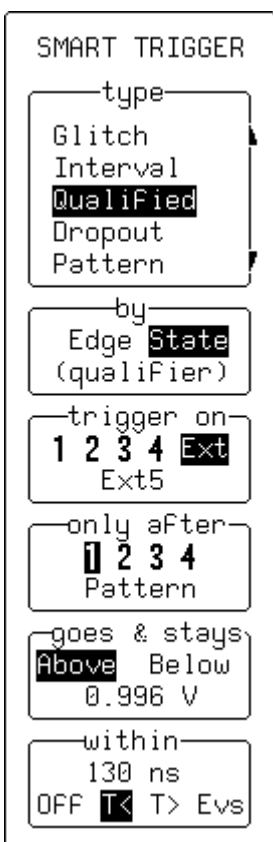 SMART TRIGGER
type
Glitch
Interval
Qualified
Dropout
Pattern
by
Edge State
(qualifier)
trigger on
1 2 3 4 Ext
Ext5
only after
1 2 3 4
Pattern
goes & stays
Above Below
0.996 V
within
130 ns
OFF T< T> Evs